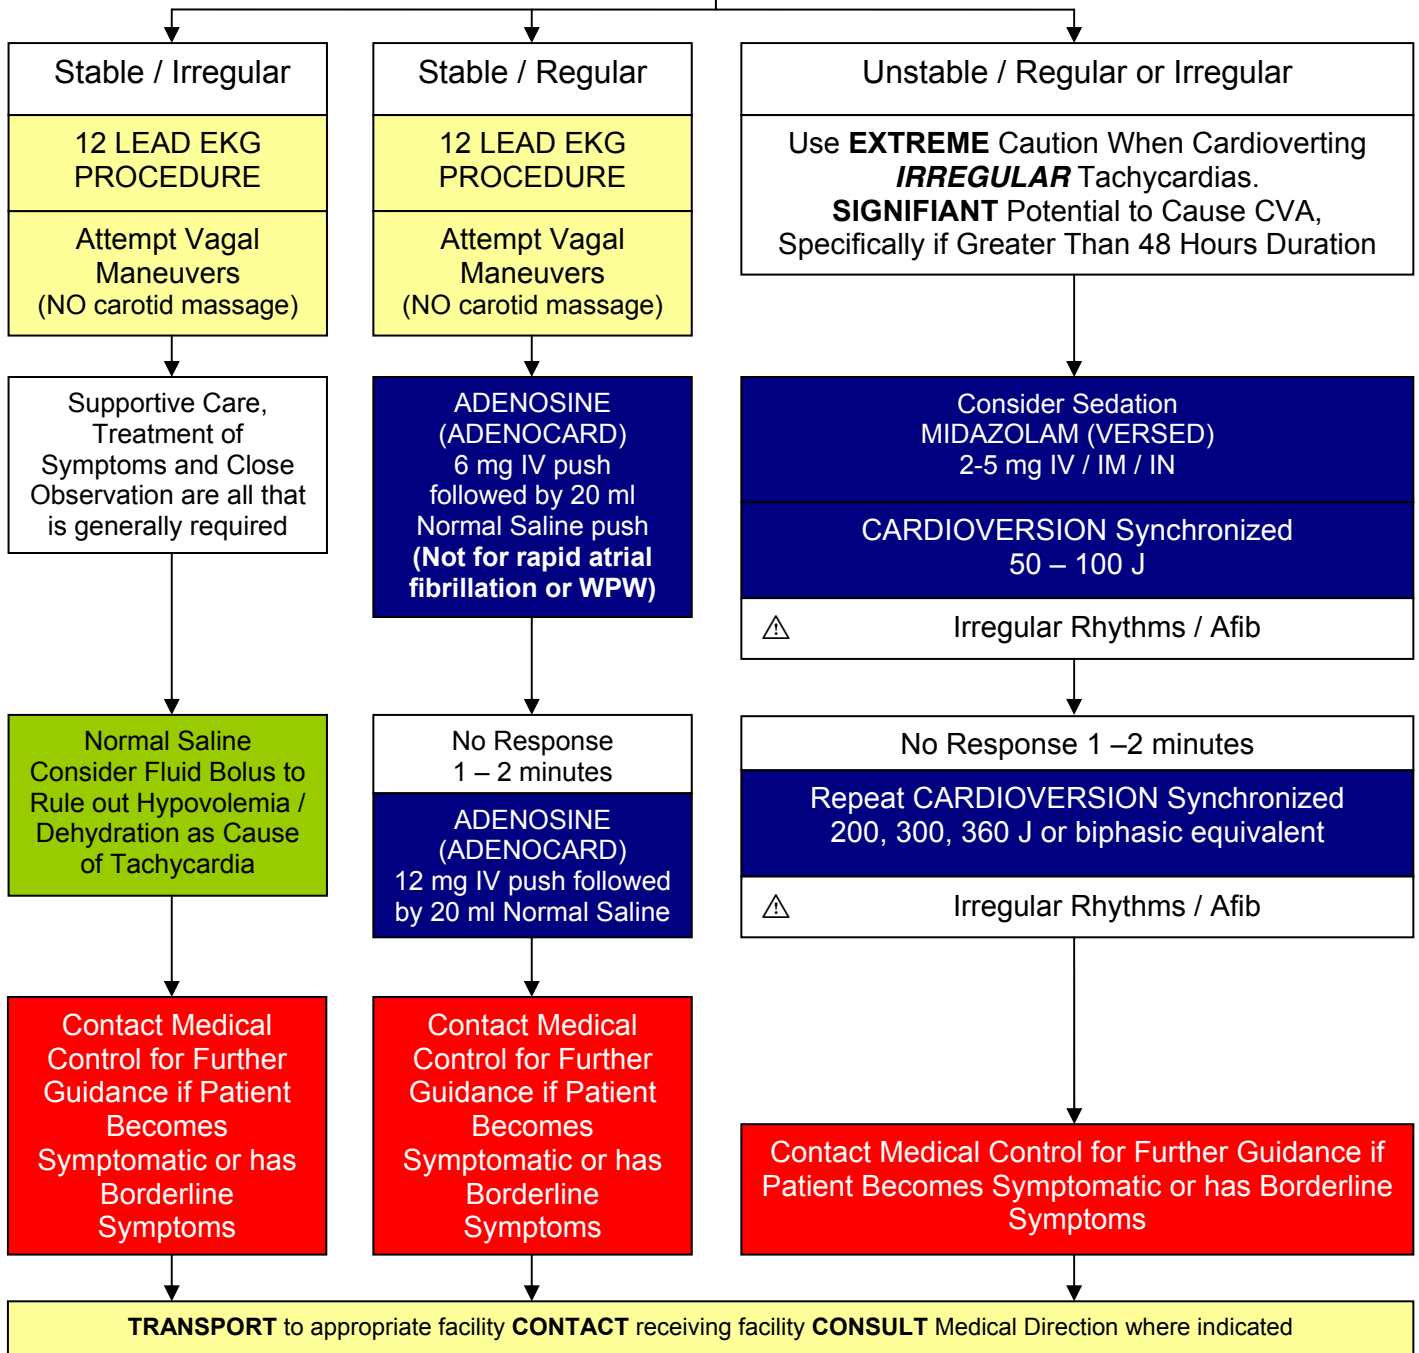 Stable / Irregular
12 LEAD EKG
PROCEDURE
Attempt Vagal
Maneuvers
(NO carotid massage)
Supportive Care,
Treatment of
Symptoms and Close
Observation are all that
is generally required
Normal Saline
Consider Fluid Bolus to
Rule out Hypovolemia /
Dehydration as Cause
of Tachycardia
Contact Medical
Control for Further
Guidance if Patient
Becomes
Symptomatic or has
Borderline
Symptoms
Stable / Regular
12 LEAD EKG
PROCEDURE
Attempt Vagal
Maneuvers
(NO carotid massage)
ADENOSINE
(ADENOCARD)
6 mg IV push
followed by 20 ml
Normal Saline push
(Not for rapid atrial
fibrillation or WPW)
No Response
1 – 2 minutes
ADENOSINE
(ADENOCARD)
12 mg IV push followed
by 20 ml Normal Saline
Contact Medical
Control for Further
Guidance if Patient
Becomes
Symptomatic or has
Borderline
Symptoms
Unstable / Regular or Irregular
Use EXTREME Caution When Cardioverting
IRREGULAR Tachycardias.
SIGNIFIANT Potential to Cause CVA,
Specifically if Greater Than 48 Hours Duration
Consider Sedation
MIDAZOLAM (VERSED)
2-5 mg IV / IM / IN
CARDIOVERSION Synchronized
50 – 100 J
⚠ Irregular Rhythms / Afib
No Response 1 –2 minutes
Repeat CARDIOVERSION Synchronized
200, 300, 360 J or biphasic equivalent
⚠ Irregular Rhythms / Afib
Contact Medical Control for Further Guidance if
Patient Becomes Symptomatic or has Borderline
Symptoms
TRANSPORT to appropriate facility CONTACT receiving facility CONSULT Medical Direction where indicated